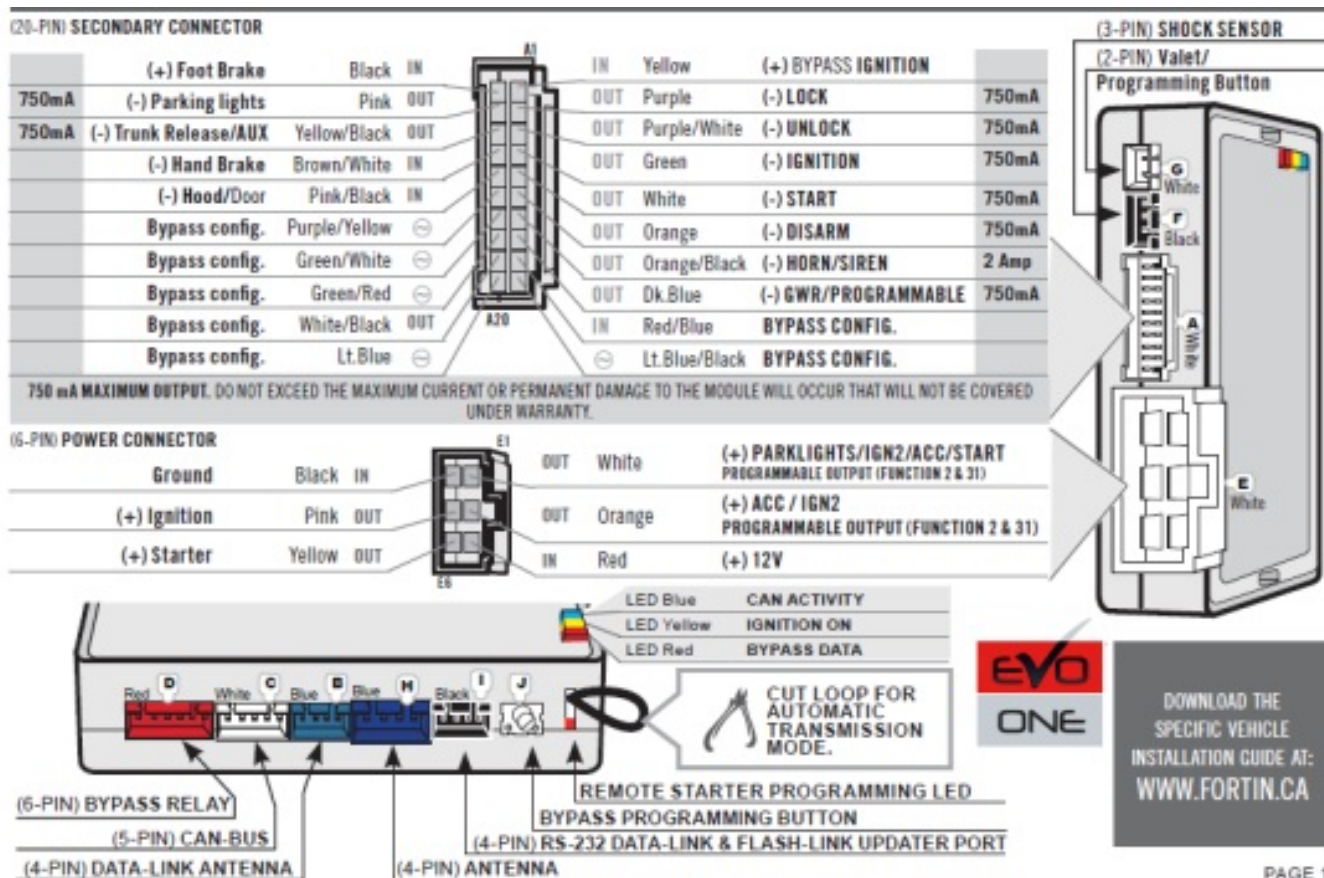 (20-PIN) SECONDARY CONNECTOR
A1
(+) Foot Brake Black IN
750mA (-) Parking lights Pink OUT
750mA (-) Trunk Release/AUX Yellow/Black OUT
(-) Hand Brake Brown/White IN
(-) Hood/Door Pink/Black IN
Bypass config. Purple/Yellow
Bypass config. Green/White
Bypass config. Green/Red
Bypass config. White/Black OUT
Bypass config. Lt.Blue
A20
IN Yellow (+) BYPASS IGNITION
OUT Purple (-) LOCK 750mA
OUT Purple/White (-) UNLOCK 750mA
OUT Green (-) IGNITION 750mA
OUT White (-) START 750mA
OUT Orange (-) DISARM 750mA
OUT Orange/Black (-) HORN/SIREN 2 Amp
OUT Dk.Blue (-) GWR/PROGRAMMABLE 750mA
IN Red/Blue BYPASS CONFIG.
Lt.Blue/Black BYPASS CONFIG.
750 mA MAXIMUM OUTPUT. DO NOT EXCEED THE MAXIMUM CURRENT OR PERMANENT DAMAGE TO THE MODULE WILL OCCUR THAT WILL NOT BE COVERED
UNDER WARRANTY.
(3-PIN) SHOCK SENSOR
(2-PIN) Valet/
Programming Button
G
White
F
Black
A White
E
White
(6-PIN) POWER CONNECTOR
E1
Ground Black IN
(+) Ignition Pink OUT
(+) Starter Yellow OUT
E6
OUT White (+) PARKLIGHTS/IGN2/ACC/START
PROGRAMMABLE OUTPUT (FUNCTION 2 & 31)
OUT Orange (+) ACC / IGN2
PROGRAMMABLE OUTPUT (FUNCTION 2 & 31)
IN Red (+) 12V
LED Blue CAN ACTIVITY
LED Yellow IGNITION ON
LED Red BYPASS DATA
Red D White C Blue B Blue H Black I J
CUT LOOP FOR
AUTOMATIC
TRANSMISSION
MODE.
EVO
ONE
DOWNLOAD THE
SPECIFIC VEHICLE
INSTALLATION GUIDE AT:
WWW.FORTIN.CA
REMOTE STARTER PROGRAMMING LED
(6-PIN) BYPASS RELAY
BYPASS PROGRAMMING BUTTON
(5-PIN) CAN-BUS
(4-PIN) RS-232 DATA-LINK & FLASH-LINK UPDATER PORT
(4-PIN) DATA-LINK ANTENNA
(4-PIN) ANTENNA
PAGE 1